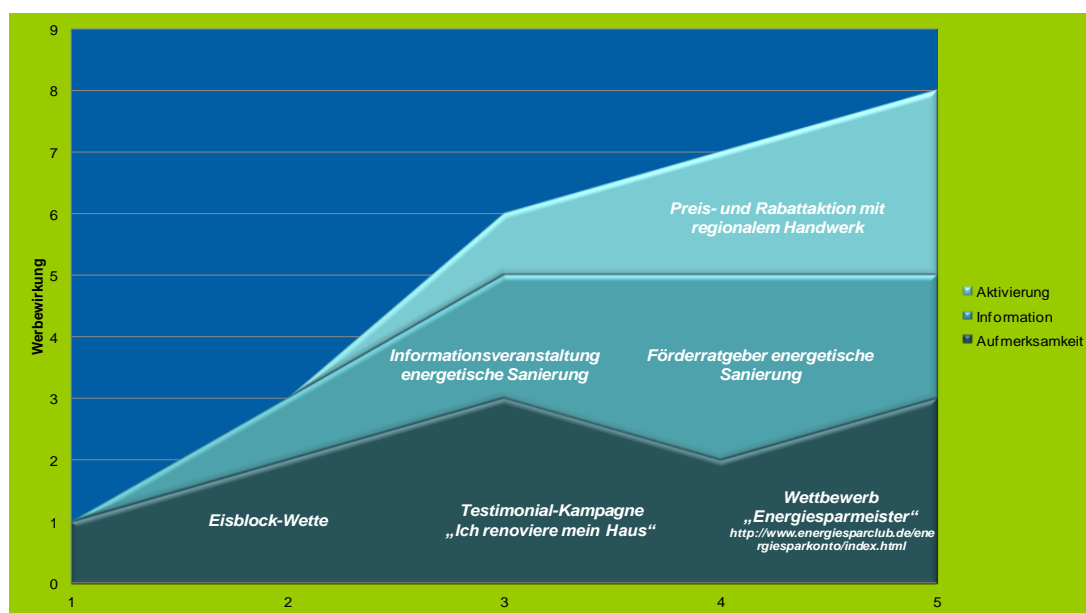 9
8
7
6
5
4
3
2
1
0
Werbewirkung
Preis- und Rabattaktion mit
regionalem Handwerk
Informationsveranstaltung
energetische Sanierung
Förderratgeber energetische
Sanierung
Eisblock-Wette
Testimonial-Kampagne
„Ich renoviere mein Haus“
Wettbewerb
„Energiesparmeister“
http://www.energiesparclub.de/ene
rgiesparkonto/index.html
1
2
3
4
5
Aktivierung
Information
Aufmerksamkeit